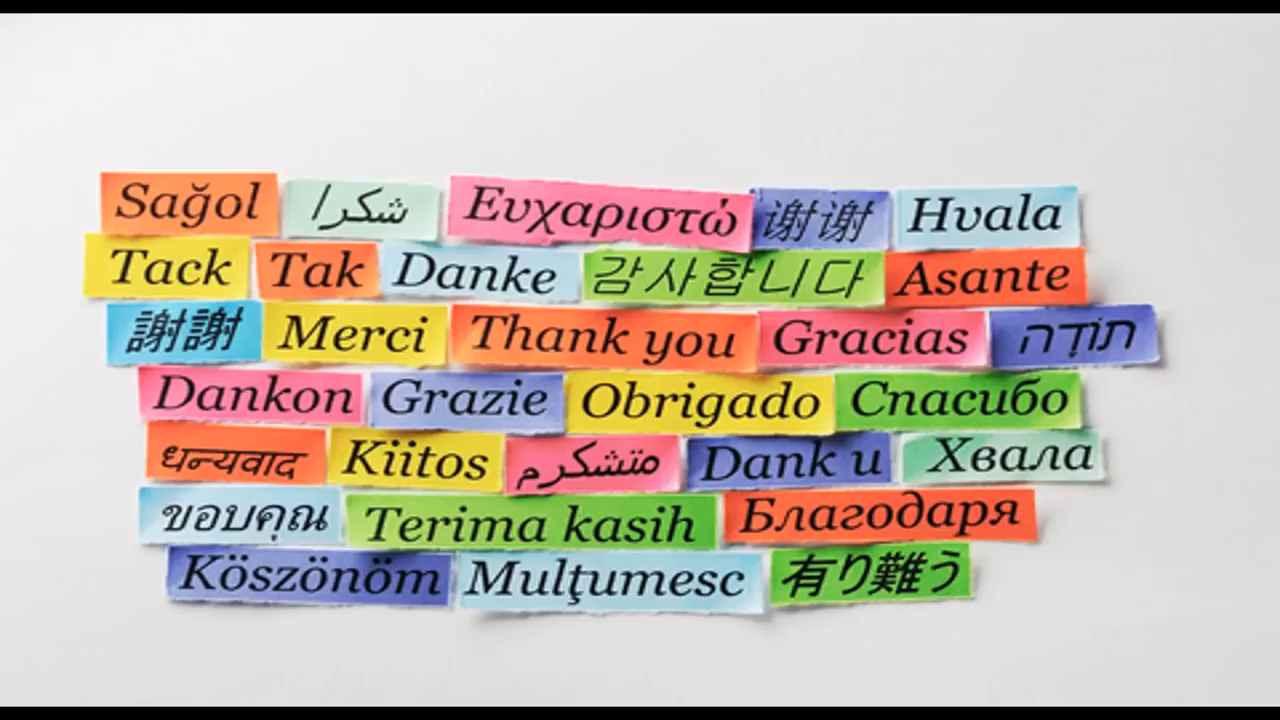 Sağol شكرا Ευχαριστώ 谢谢 Hvala
Tack Tak Danke 감사합니다 Asante
謝謝 Merci Thank you Gracias תּוֹדָה
Dankon Grazie Obrigado Спасибо
धन्यवाद Kiitos متشکرم Dank u Хвала
ขอบคุณ Terima kasih Благодаря
Köszönöm Mulţumesc 有り難う